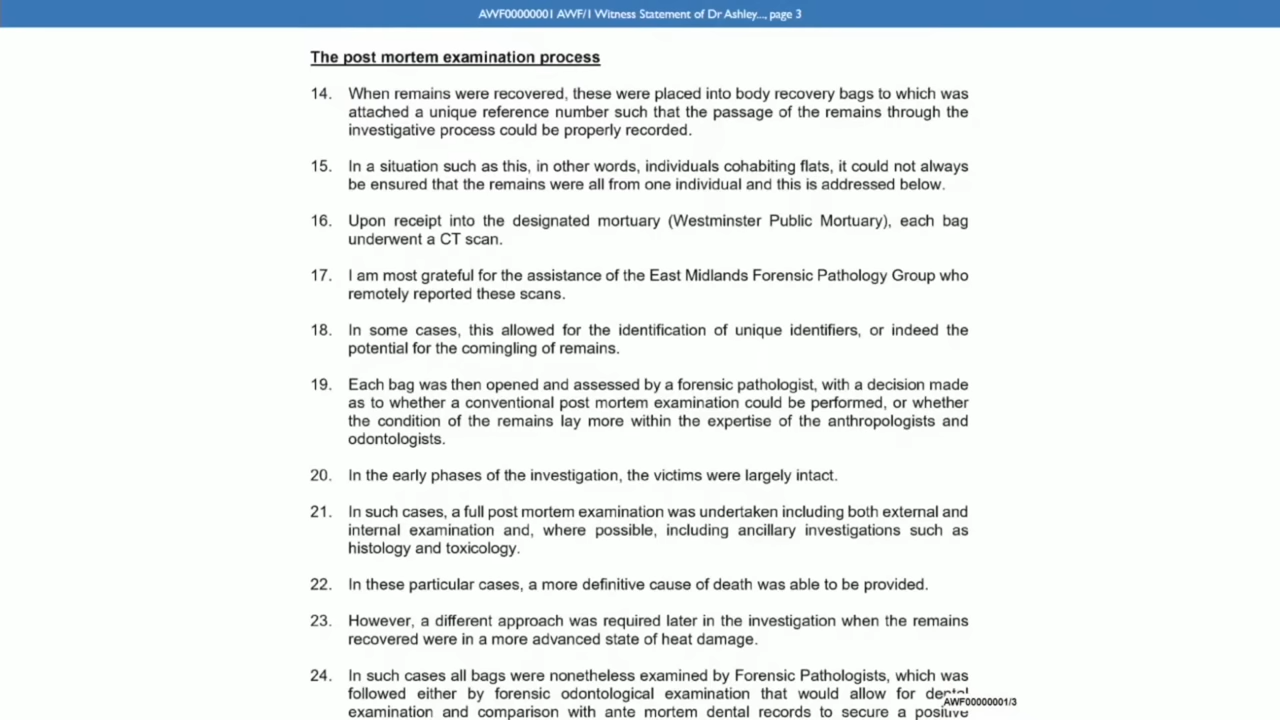 AWF00000001 AWF/1 Witness Statement of Dr Ashley..., page 3
The post mortem examination process
14. When remains were recovered, these were placed into body recovery bags to which was
attached a unique reference number such that the passage of the remains through the
investigative process could be properly recorded.
15. In a situation such as this, in other words, individuals cohabiting flats, it could not always
be ensured that the remains were all from one individual and this is addressed below.
16. Upon receipt into the designated mortuary (Westminster Public Mortuary), each bag
underwent a CT scan.
17. I am most grateful for the assistance of the East Midlands Forensic Pathology Group who
remotely reported these scans.
18. In some cases, this allowed for the identification of unique identifiers, or indeed the
potential for the comingling of remains.
19. Each bag was then opened and assessed by a forensic pathologist, with a decision made
as to whether a conventional post mortem examination could be performed, or whether
the condition of the remains lay more within the expertise of the anthropologists and
odontologists.
20. In the early phases of the investigation, the victims were largely intact.
21. In such cases, a full post mortem examination was undertaken including both external and
internal examination and, where possible, including ancillary investigations such as
histology and toxicology.
22. In these particular cases, a more definitive cause of death was able to be provided.
23. However, a different approach was required later in the investigation when the remains
recovered were in a more advanced state of heat damage.
24. In such cases all bags were nonetheless examined by Forensic Pathologists, which was
followed either by forensic odontological examination that would allow for dental
AWF00000001/3
examination and comparison with ante mortem dental records to secure a positive